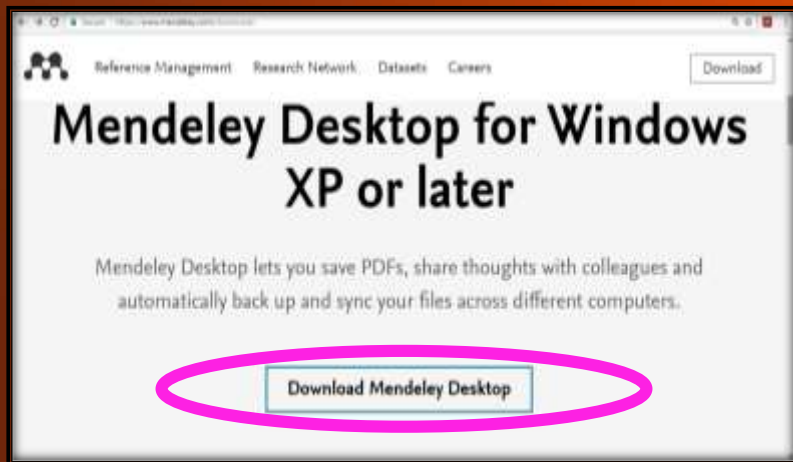 Reference Management Research Network Datasets Careers Download
Mendeley Desktop for Windows
XP or later
Mendeley Desktop lets you save PDFs, share thoughts with colleagues and
automatically back up and sync your files across different computers.
Download Mendeley Desktop